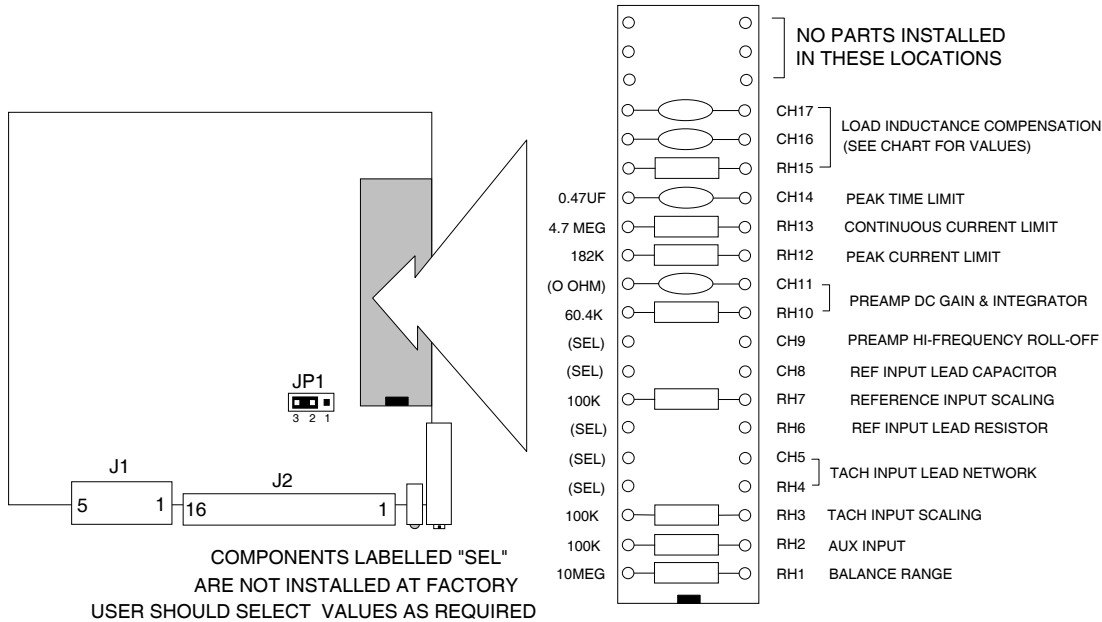 NO PARTS INSTALLED
IN THESE LOCATIONS
CH17
CH16
RH15
LOAD INDUCTANCE COMPENSATION
(SEE CHART FOR VALUES)
0.47UF CH14 PEAK TIME LIMIT
4.7 MEG RH13 CONTINUOUS CURRENT LIMIT
182K RH12 PEAK CURRENT LIMIT
(O OHM) CH11
60.4K RH10
PREAMP DC GAIN & INTEGRATOR
(SEL) CH9 PREAMP HI-FREQUENCY ROLL-OFF
(SEL) CH8 REF INPUT LEAD CAPACITOR
100K RH7 REFERENCE INPUT SCALING
(SEL) RH6 REF INPUT LEAD RESISTOR
(SEL) CH5
(SEL) RH4
TACH INPUT LEAD NETWORK
100K RH3 TACH INPUT SCALING
100K RH2 AUX INPUT
10MEG RH1 BALANCE RANGE
JP1
3 2 1
J1
5 1
J2
16 1
COMPONENTS LABELLED "SEL"
ARE NOT INSTALLED AT FACTORY
USER SHOULD SELECT VALUES AS REQUIRED